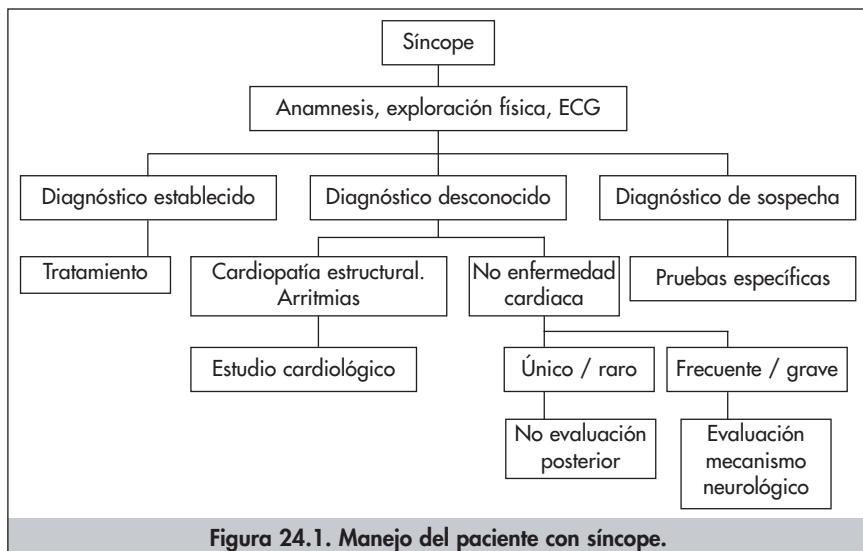 Síncope
Anamnesis, exploración física, ECG
Diagnóstico establecido
Diagnóstico desconocido
Diagnóstico de sospecha
Tratamiento
Cardiopatía estructural.
Arritmias
No enfermedad
cardiaca
Pruebas específicas
Estudio cardiológico
Único / raro
Frecuente / grave
No evaluación
posterior
Evaluación
mecanismo
neurológico
Figura 24.1. Manejo del paciente con síncope.